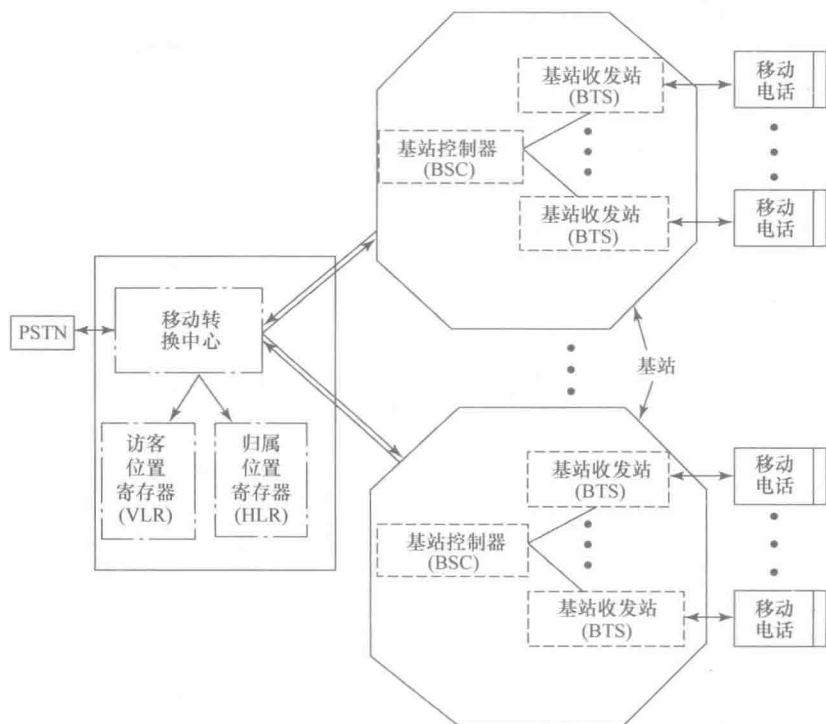 基站收发站
(BTS)
移动
电话
基站控制器
(BSC)
基站收发站
(BTS)
移动
电话
PSTN
移动转
换中心
访客
位置
寄存器
(VLR)
归属
位置
寄存器
(HLR)
基站
基站收发站
(BTS)
移动
电话
基站控制器
(BSC)
基站收发站
(BTS)
移动
电话